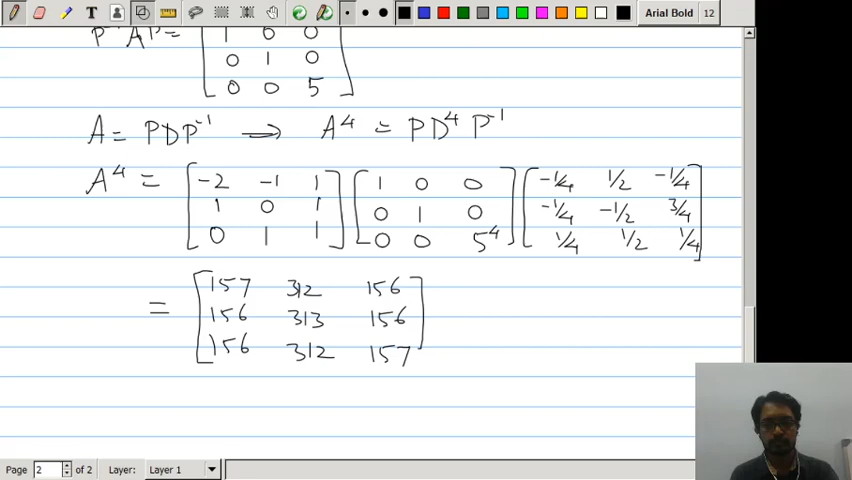 Arial Bold 12
P⁻¹AP = [1 0 0
0 1 0
0 0 5]
A = PDP⁻¹ ⟹ A⁴ = PD⁴P⁻¹
A⁴ = [-2 -1 1 [1 0 0 [-1/4 1/2 -1/4
1 0 1 0 1 0 -1/4 -1/2 3/4
0 1 1] 0 0 5⁴] 1/4 1/2 1/4]
= [157 312 156
156 313 156
156 312 157]
Page 2 of 2 Layer: Layer 1